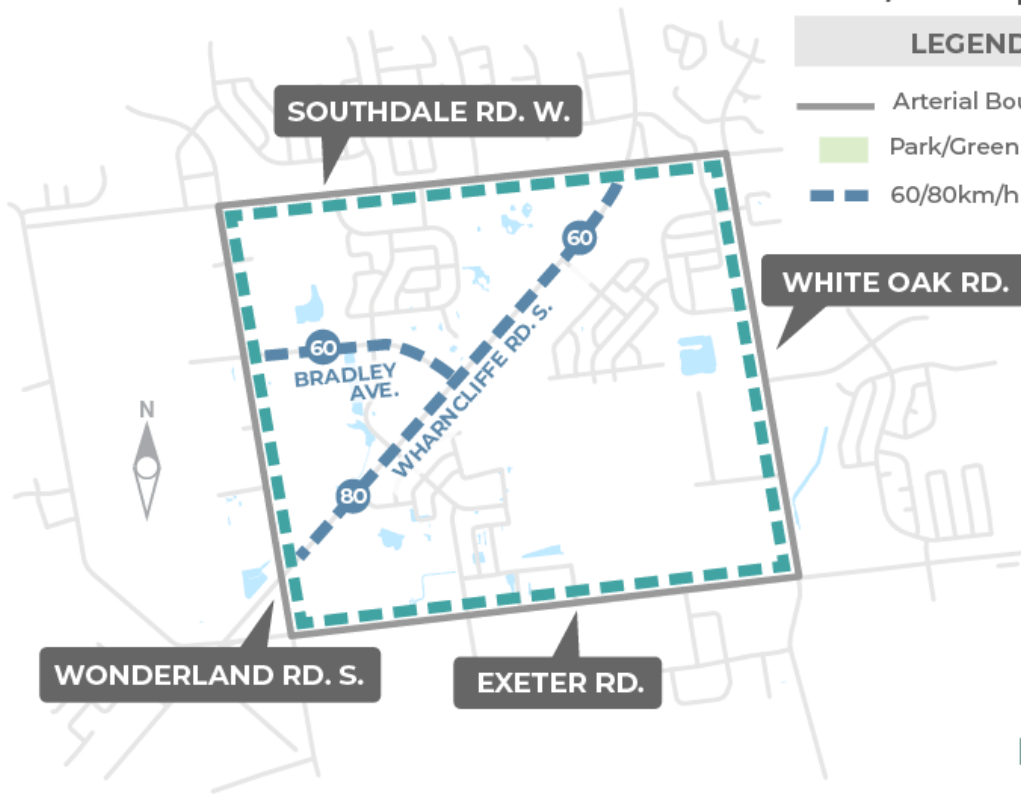 LEGEND
SOUTHDALE RD. W.
Arterial Bou
Park/Green
60/80km/h
60
WHITE OAK RD.
60
BRADLEY
AVE.
WHARNCLIFFE RD. S.
N
80
WONDERLAND RD. S.
EXETER RD.